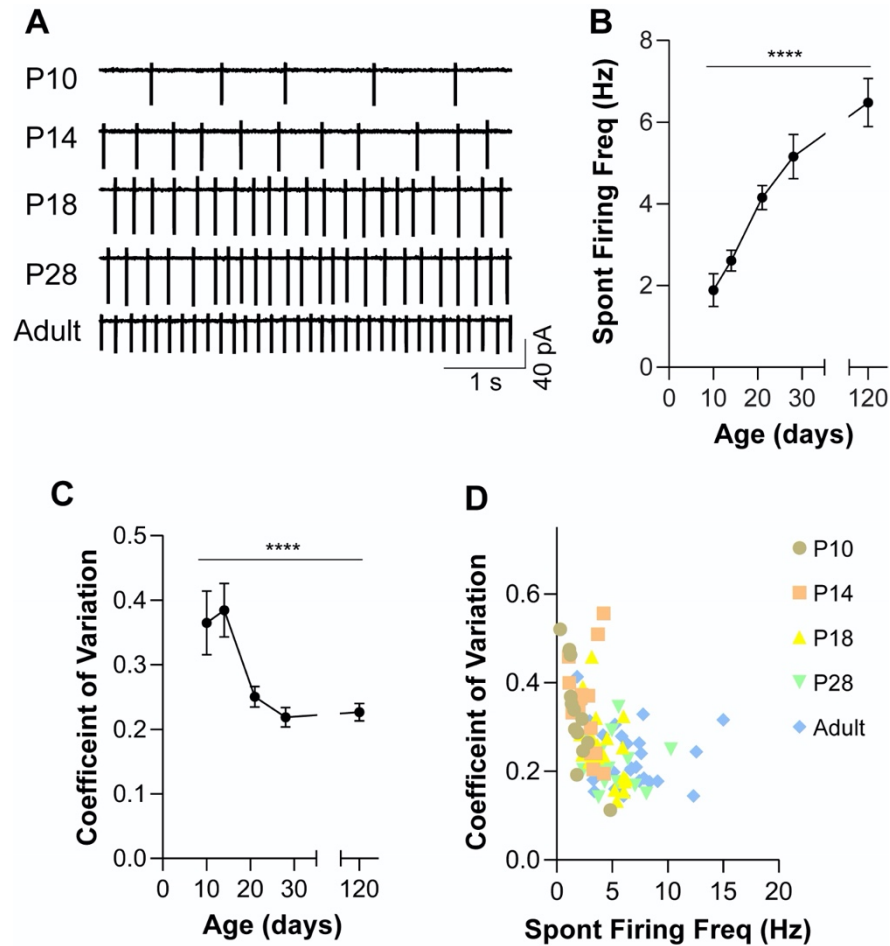 A
P10
P14
P18
P28
Adult
1 s
40 pA
B
Spont Firing Freq (Hz)
8
6
4
2
0
****
0 10 20 30 120
Age (days)
C
Coefficeint of Variation
0.5
0.4
0.3
0.2
0.1
0.0
****
0 10 20 30 120
Age (days)
D
Coefficeint of Variation
0.6
0.4
0.2
0.0
0 5 10 15 20
Spont Firing Freq (Hz)
P10
P14
P18
P28
Adult